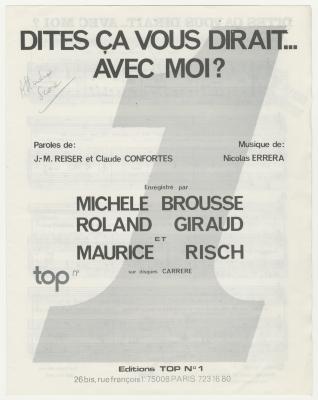 DITES ÇA VOUS DIRAIT...
AVEC MOI?
Paroles de:
J.-M. REISER et Claude CONFORTES
Musique de:
Nicolas ERRERA
Enregistré par
MICHELE BROUSSE
ROLAND GIRAUD
ET
MAURICE RISCH
sur disques CARRERE
top
1
Editions TOP N° 1
26bis, rue françois 1er 75008 PARIS 723 16 80